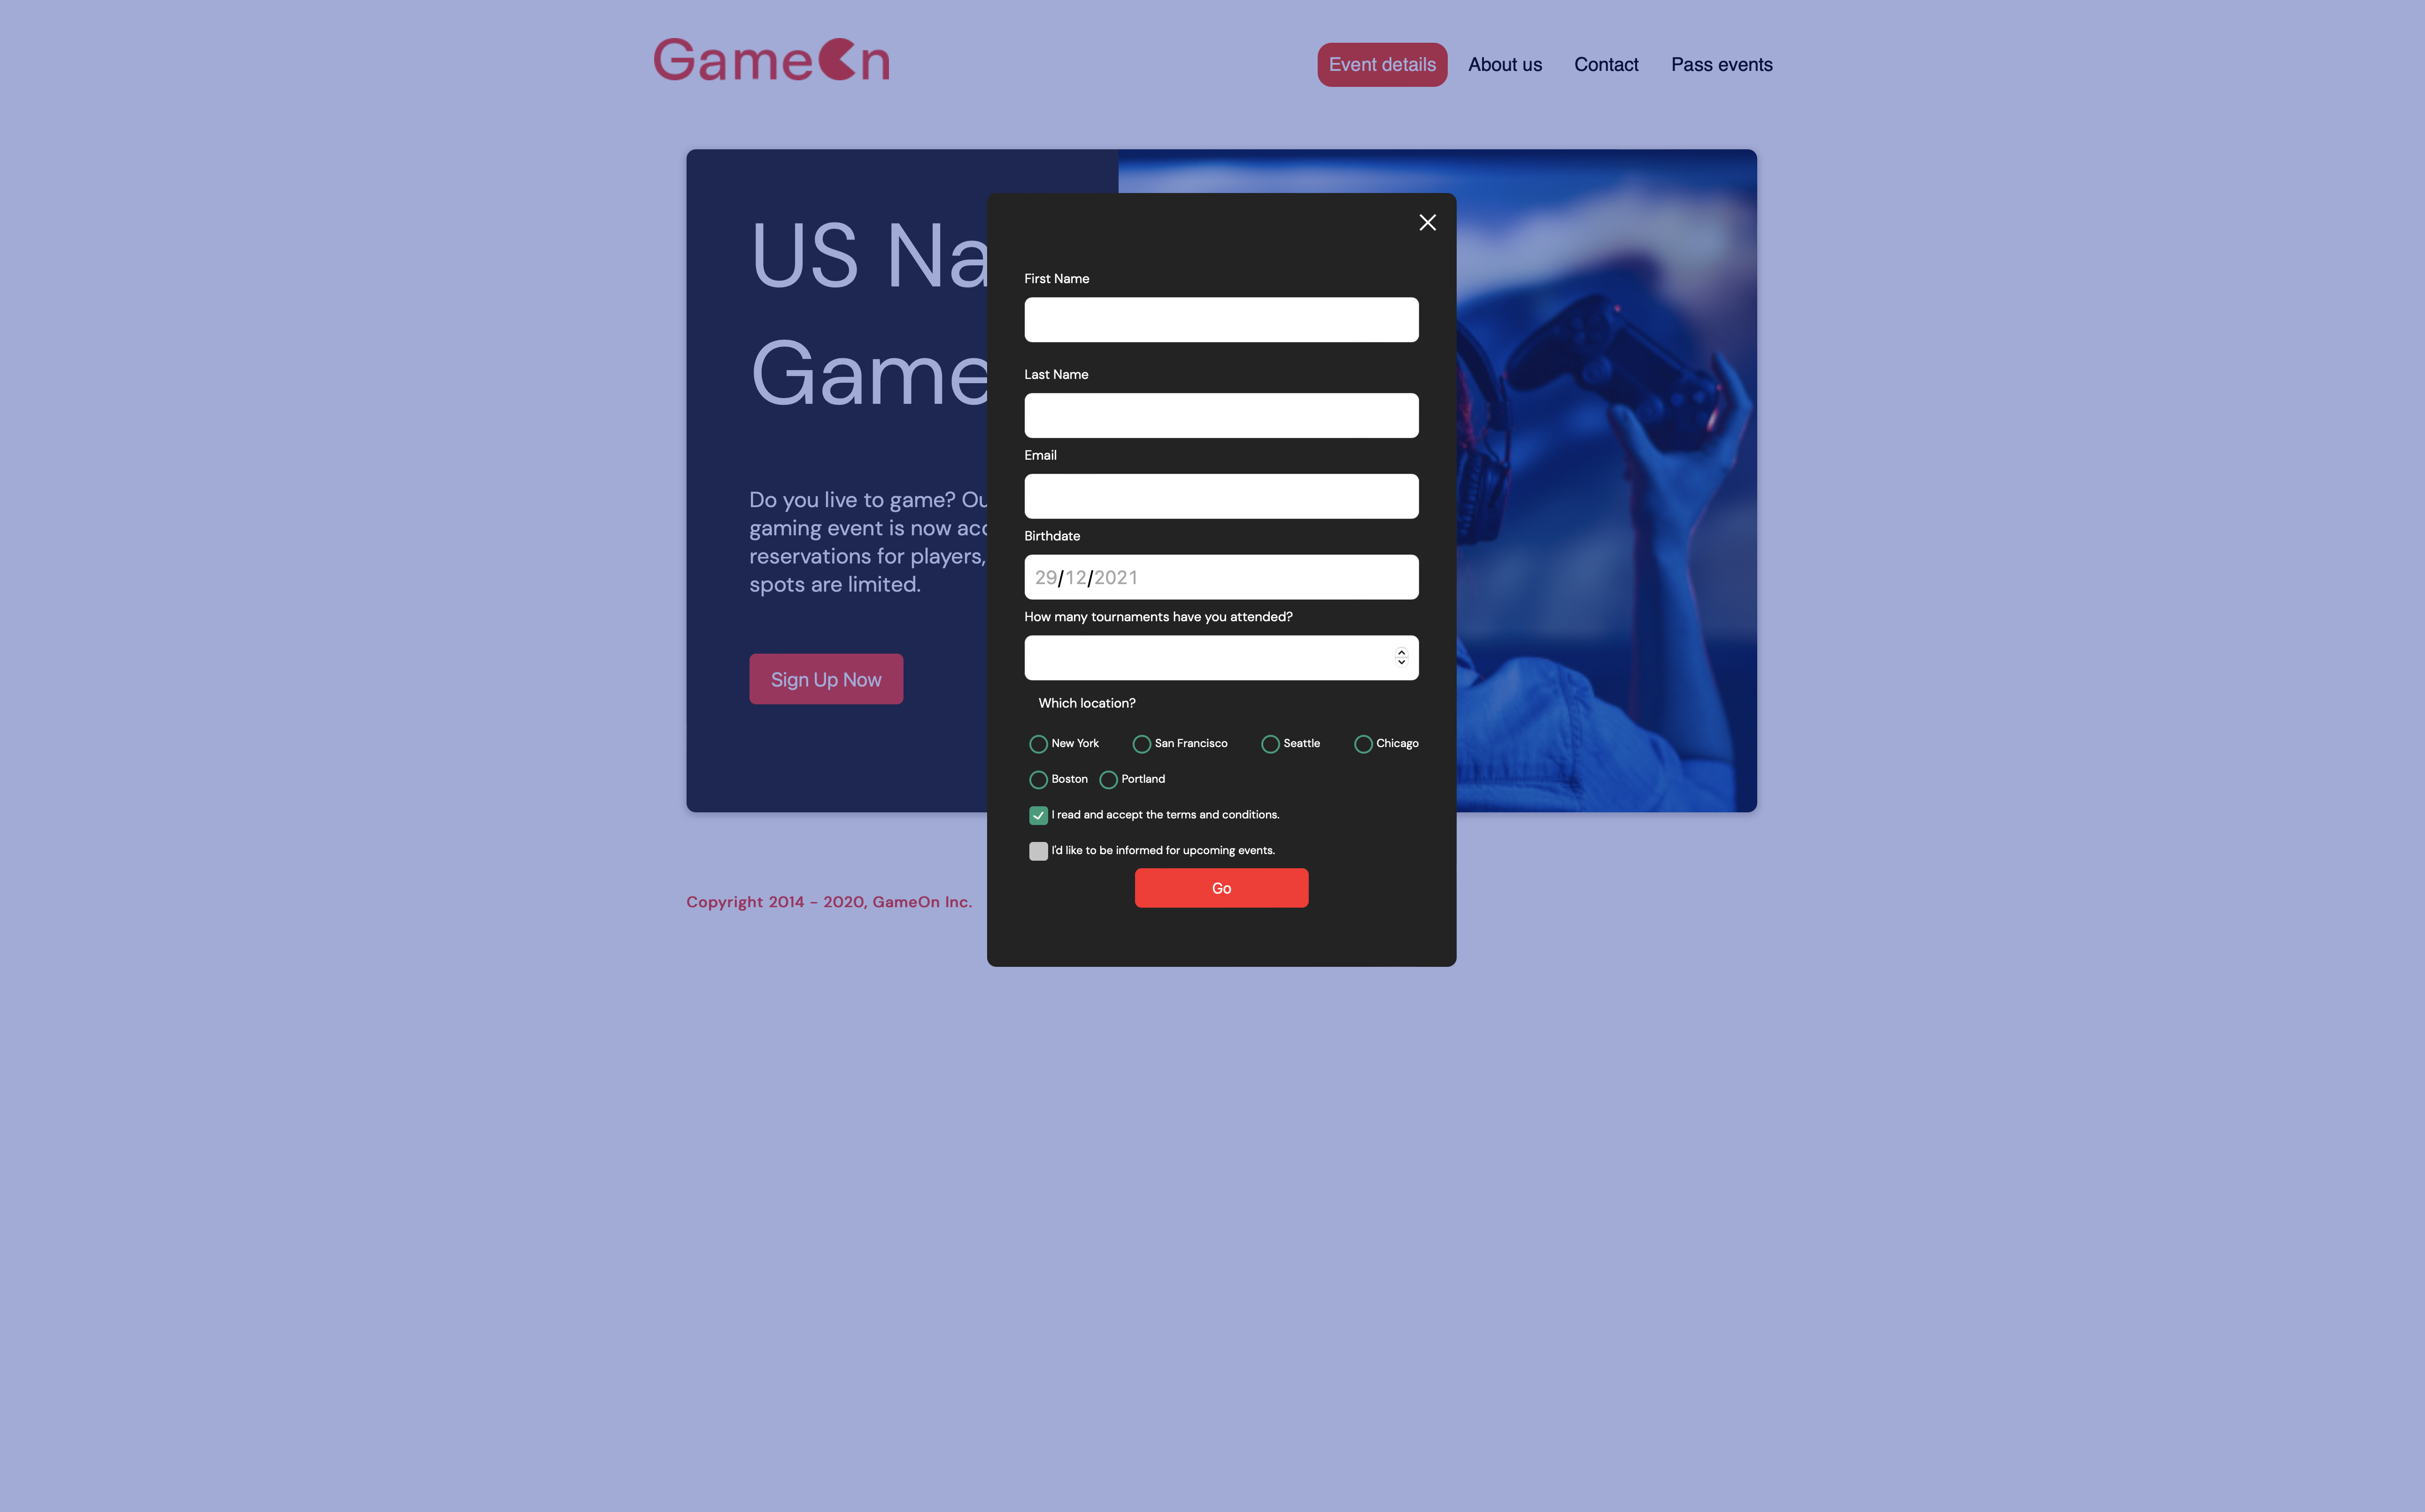 GameOn
Event details
About us
Contact
Pass events
US Na
Game
Do you live to game? Ou
gaming event is now acc
reservations for players,
spots are limited.
Sign Up Now
First Name
Last Name
Email
Birthdate
29/12/2021
How many tournaments have you attended?
Which location?
New York
San Francisco
Seattle
Chicago
Boston
Portland
I read and accept the terms and conditions.
I'd like to be informed for upcoming events.
Go
Copyright 2014 - 2020, GameOn Inc.